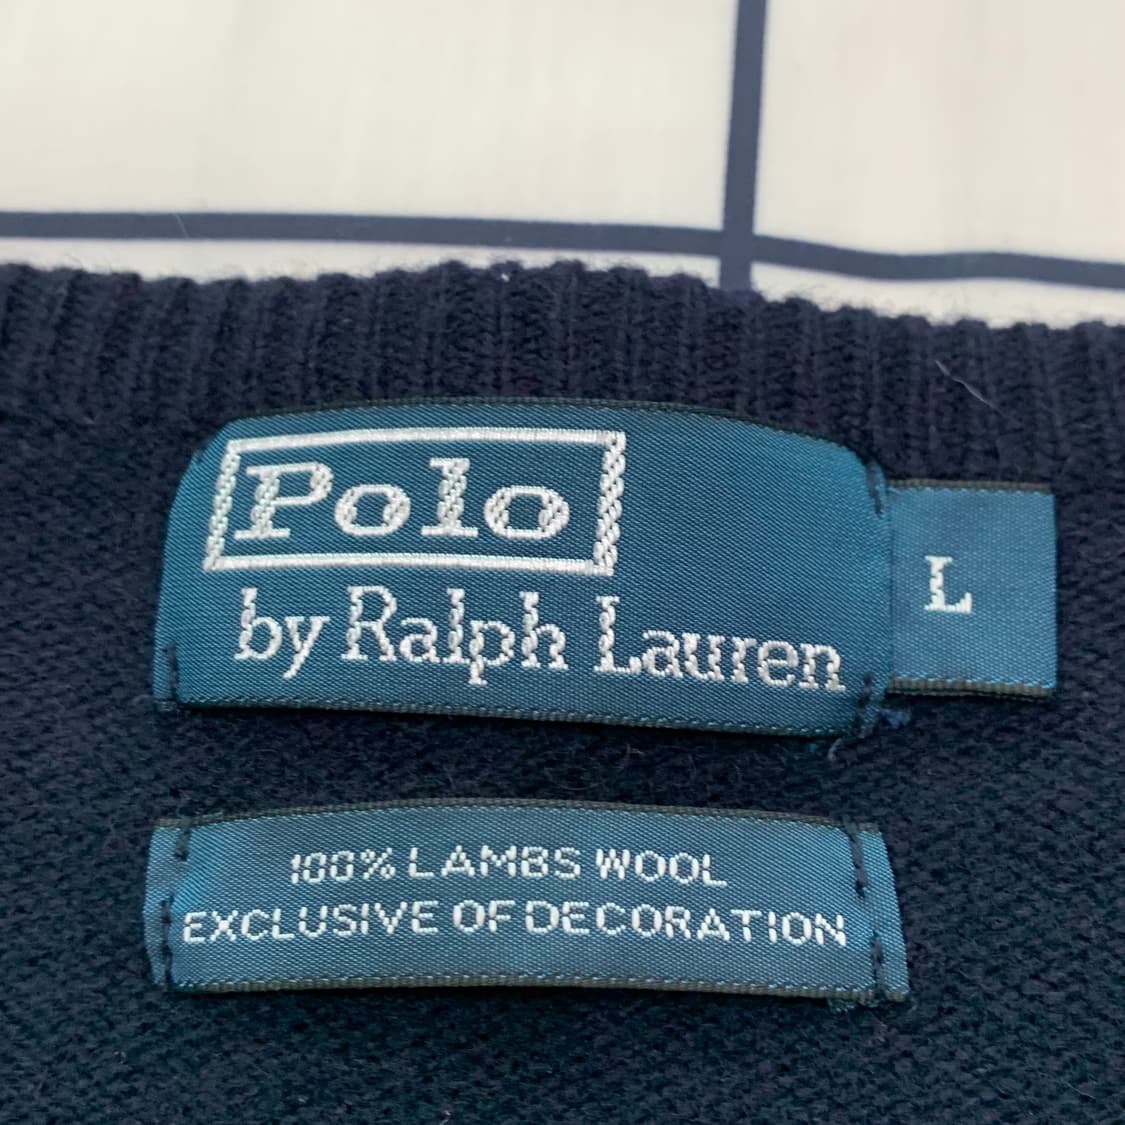 Polo
by Ralph Lauren
L
100% LAMBS WOOL
EXCLUSIVE OF DECORATION